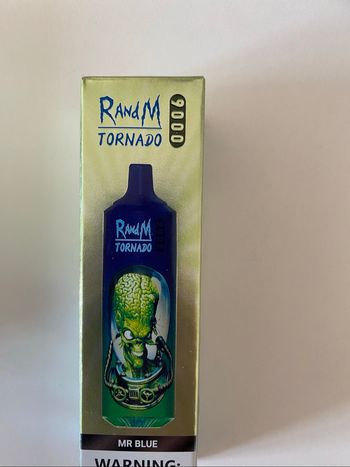 RandM
TORNADO
9000
RandM
TORNADO
MR BLUE
WARNING: